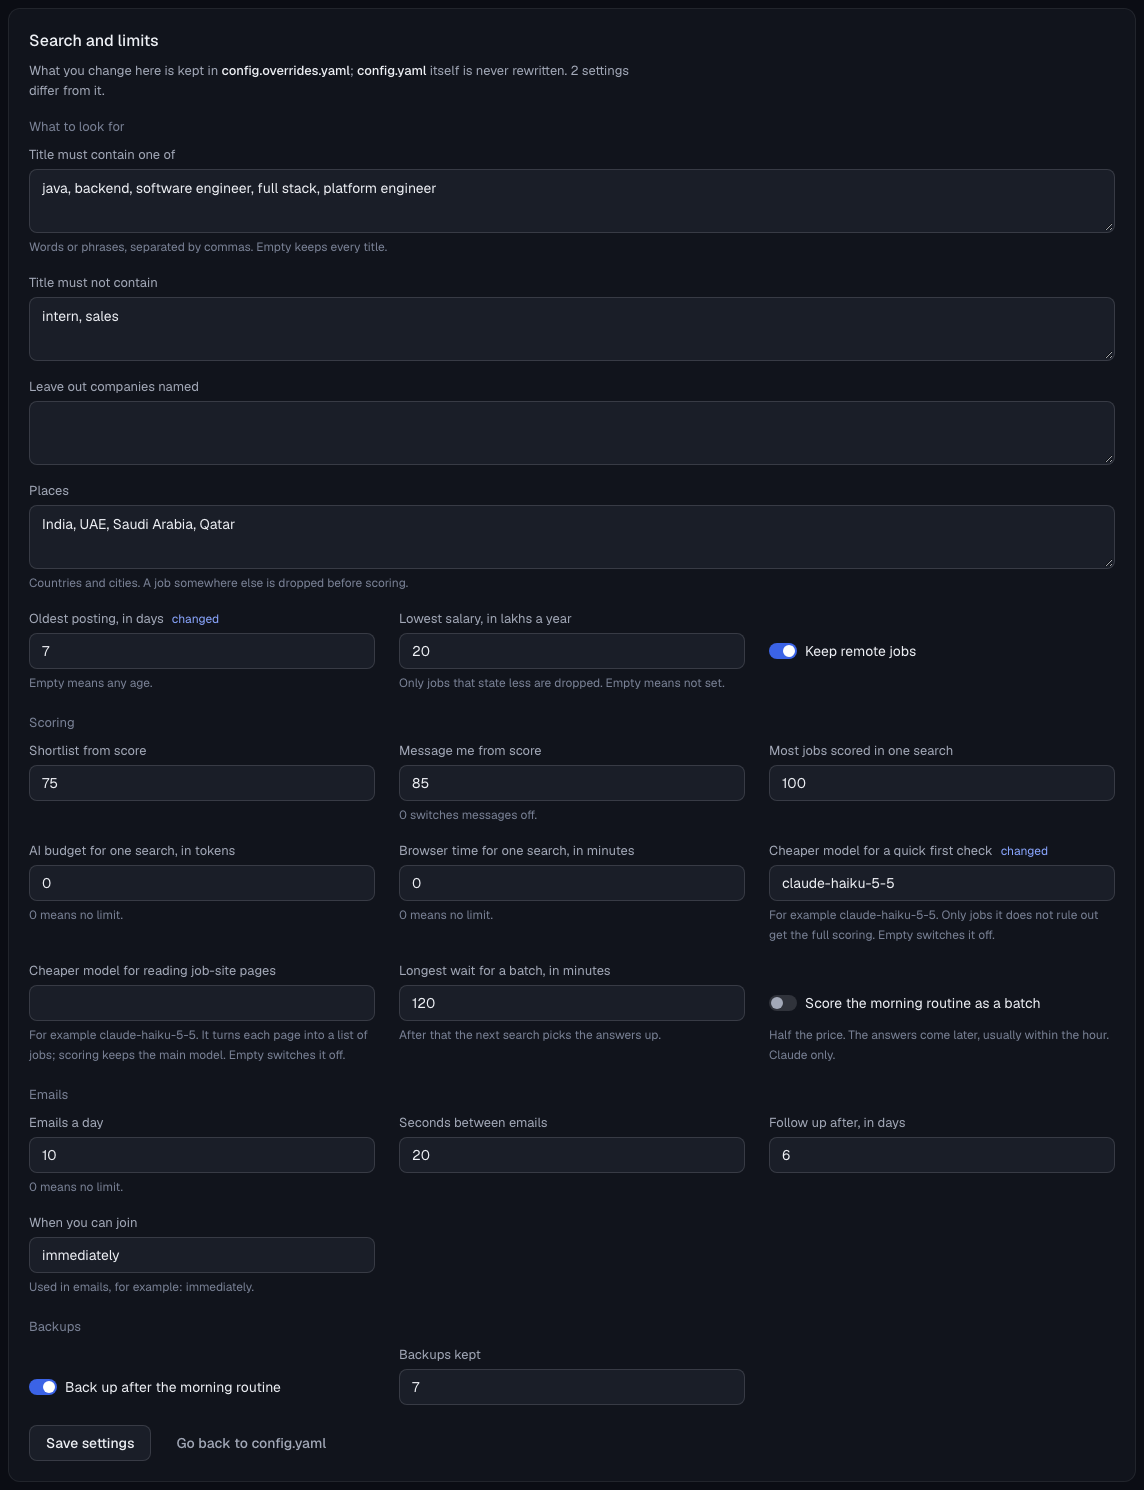 Search and limits
What you change here is kept in config.overrides.yaml; config.yaml itself is never rewritten. 2 settings
differ from it.
What to look for
Title must contain one of
java, backend, software engineer, full stack, platform engineer
Words or phrases, separated by commas. Empty keeps every title.
Title must not contain
intern, sales
Leave out companies named
Places
India, UAE, Saudi Arabia, Qatar
Countries and cities. A job somewhere else is dropped before scoring.
Oldest posting, in days changed
7
Empty means any age.
Lowest salary, in lakhs a year
20
Only jobs that state less are dropped. Empty means not set.
Keep remote jobs
Scoring
Shortlist from score
75
Message me from score
85
0 switches messages off.
Most jobs scored in one search
100
AI budget for one search, in tokens
0
0 means no limit.
Browser time for one search, in minutes
0
0 means no limit.
Cheaper model for a quick first check changed
claude-haiku-5-5
For example claude-haiku-5-5. Only jobs it does not rule out
get the full scoring. Empty switches it off.
Cheaper model for reading job-site pages
For example claude-haiku-5-5. It turns each page into a list of
jobs; scoring keeps the main model. Empty switches it off.
Longest wait for a batch, in minutes
120
After that the next search picks the answers up.
Score the morning routine as a batch
Half the price. The answers come later, usually within the hour.
Claude only.
Emails
Emails a day
10
0 means no limit.
Seconds between emails
20
Follow up after, in days
6
When you can join
immediately
Used in emails, for example: immediately.
Backups
Back up after the morning routine
Backups kept
7
Save settings
Go back to config.yaml